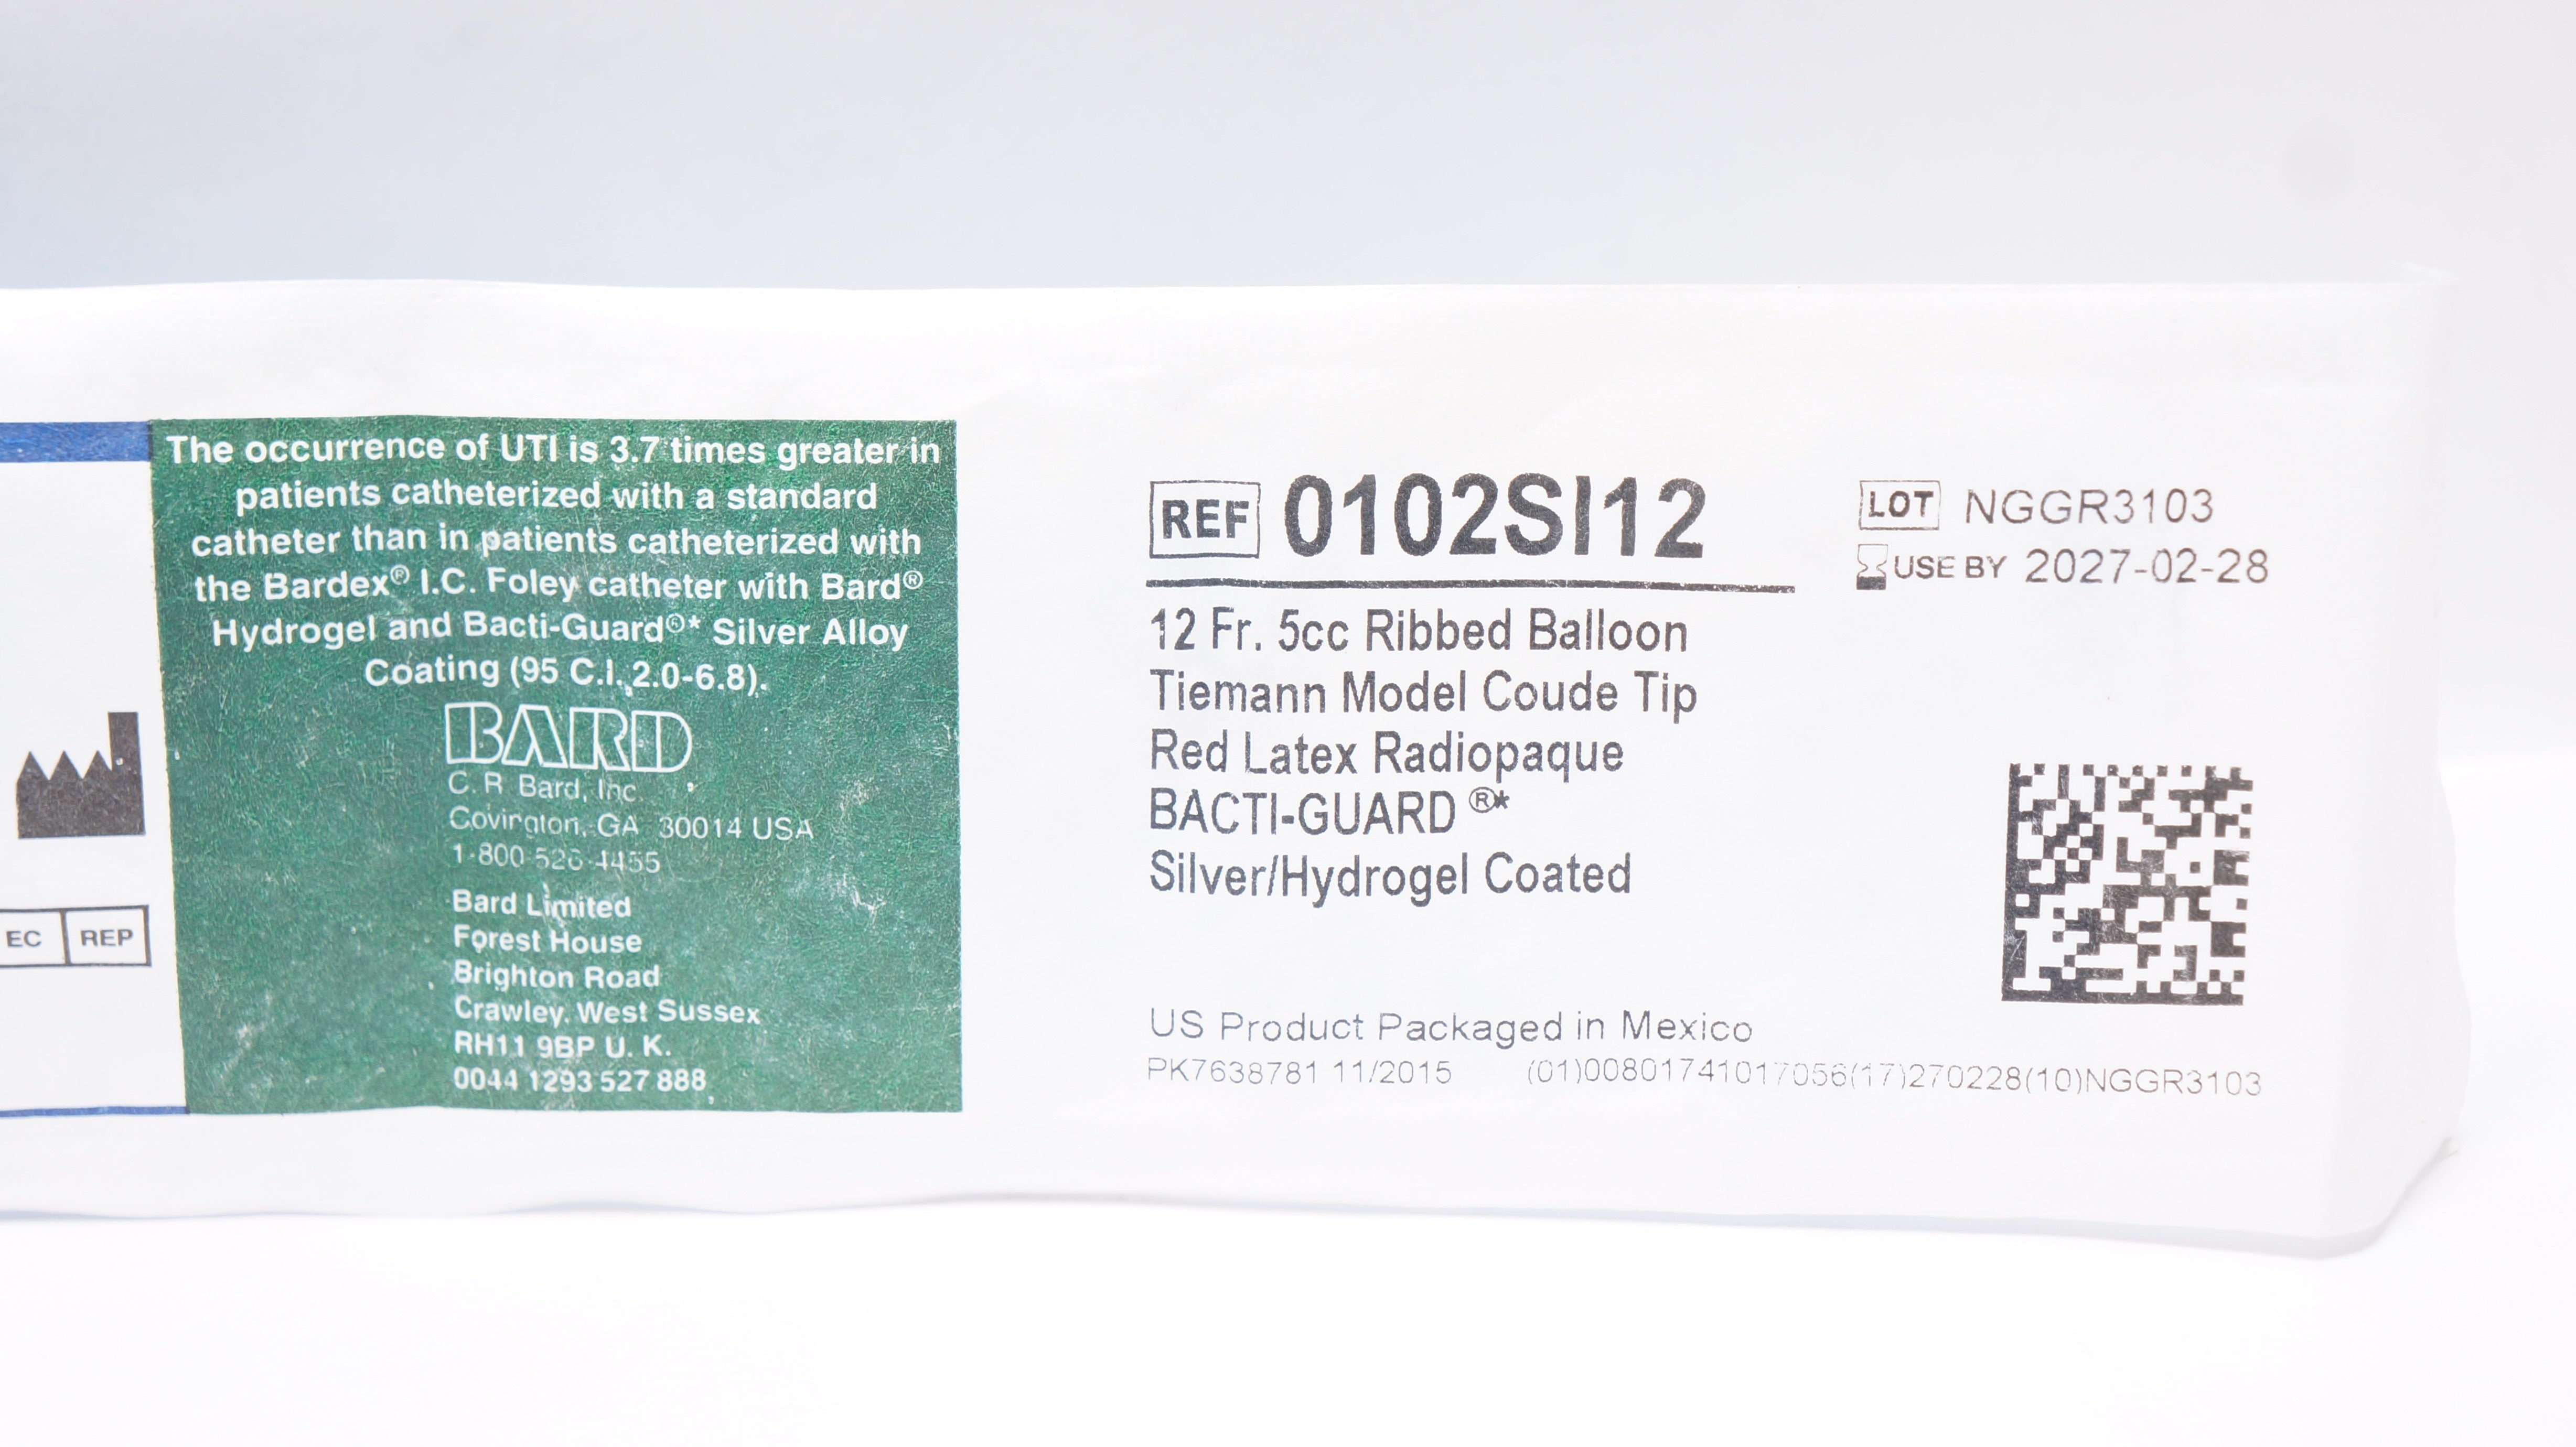 The occurrence of UTI is 3.7 times greater in
patients catheterized with a standard
catheter than in patients catheterized with
the Bardex® I.C. Foley catheter with Bard®
Hydrogel and Bacti-Guard®* Silver Alloy
Coating (95 C.I. 2.0-6.8).
BARD
C. R. Bard, Inc.
Covington, GA 30014 USA
1-800-526-4455
Bard Limited
Forest House
Brighton Road
Crawley, West Sussex
RH11 9BP U. K.
0044 1293 527 888
EC REP
REF 0102SI12
12 Fr. 5cc Ribbed Balloon
Tiemann Model Coude Tip
Red Latex Radiopaque
BACTI-GUARD ®*
Silver/Hydrogel Coated
LOT NGGR3103
USE BY 2027-02-28
US Product Packaged in Mexico
PK7638781 11/2015 (01)00801741017056(17)270228(10)NGGR3103